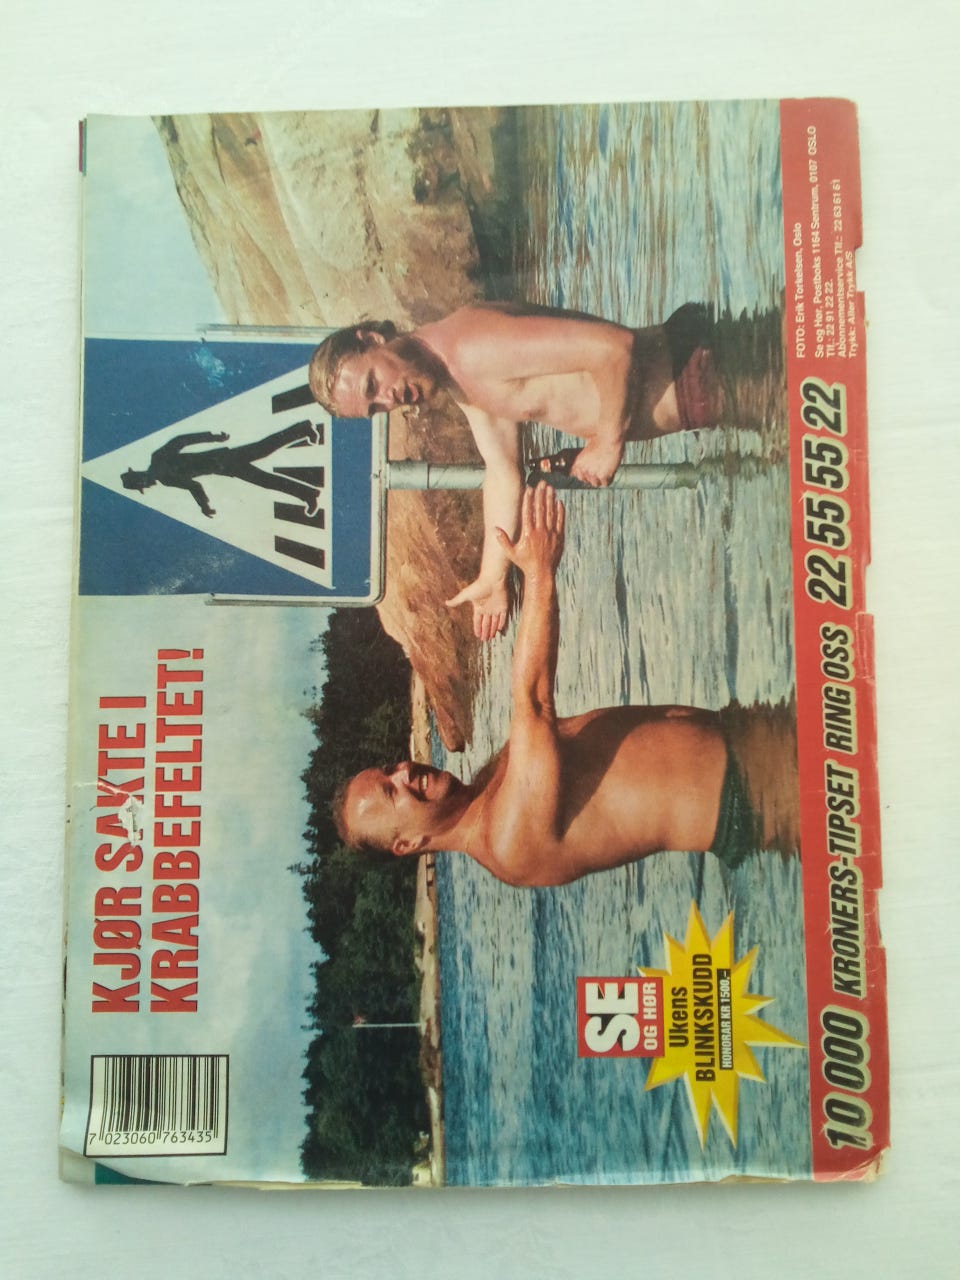 KJØR SAKTE I
KRABBEFELTET!
7 023060 763435
SE
OG HØR
Ukens
BLINKSKUDD
HONORAR KR 1500,-
10 000 KRONERS-TIPSET RING OSS 22 55 55 22
FOTO: Erik Torkelsen, Oslo
Se og Hør, Postboks 1164 Sentrum, 0107 OSLO
Tlf.: 22 91 22 22.
Abonnementservice Tlf.: 22 63 61 61
Trykk: Aller Trykk A/S